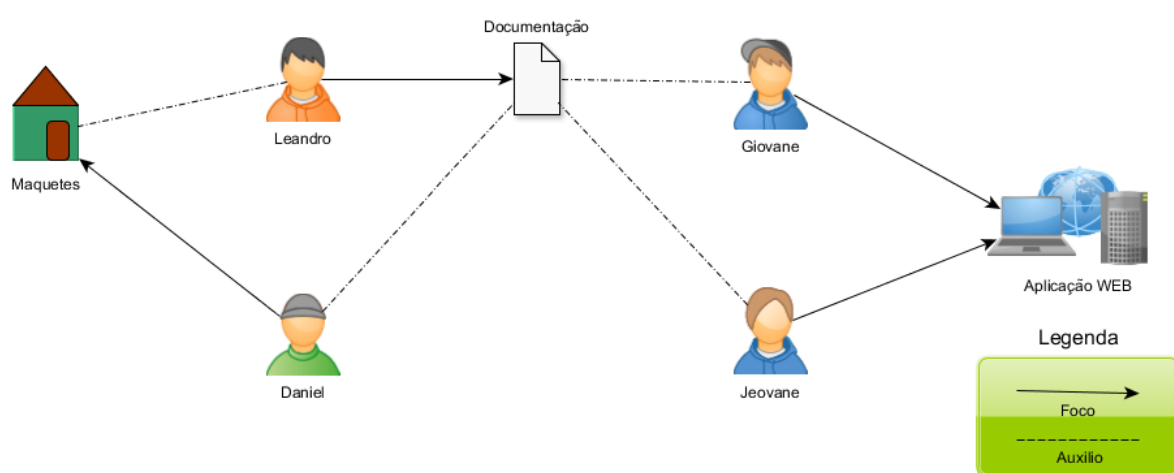 Documentação
Leandro
Giovane
Maquetes
Aplicação WEB
Daniel
Jeovane
Legenda
Foco
Auxilio